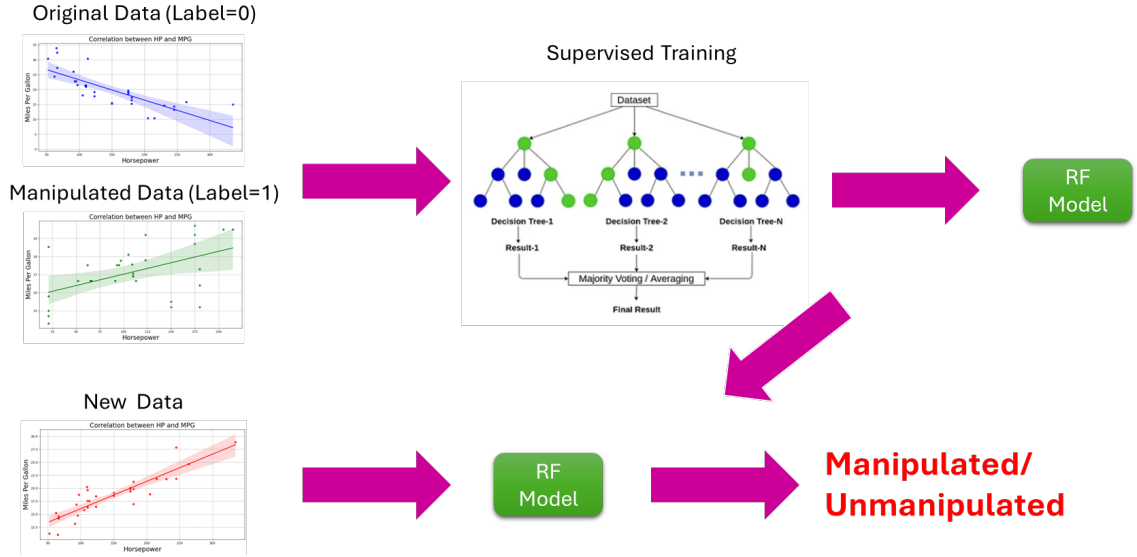 Original Data (Label=0)
Correlation between HP and MPG
Miles Per Gallon
Horsepower
Manipulated Data (Label=1)
Correlation between HP and MPG
Miles Per Gallon
Horsepower
Supervised Training
Dataset
Decision Tree-1
Decision Tree-2
Decision Tree-N
Result-1
Result-2
Result-N
Majority Voting / Averaging
Final Result
RF
Model
New Data
Correlation between HP and MPG
Miles Per Gallon
Horsepower
RF
Model
Manipulated/
Unmanipulated